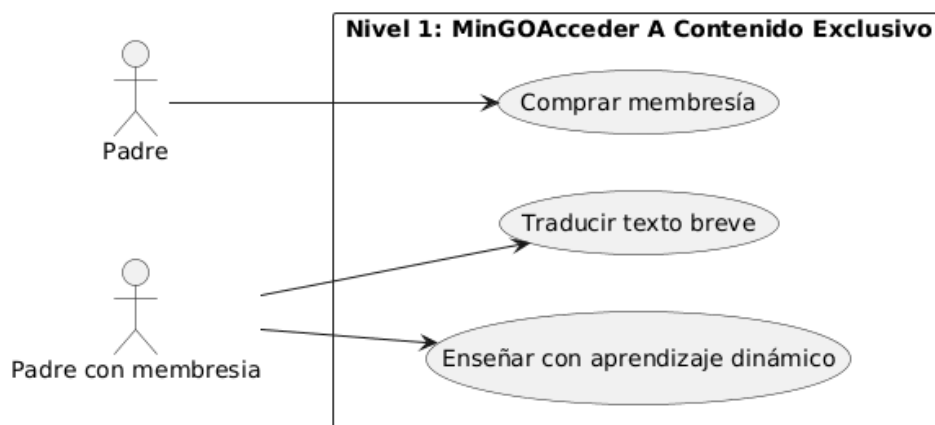 Nivel 1: MinGOAcceder A Contenido Exclusivo
Comprar membresía
Padre
Traducir texto breve
Enseñar con aprendizaje dinámico
Padre con membresia